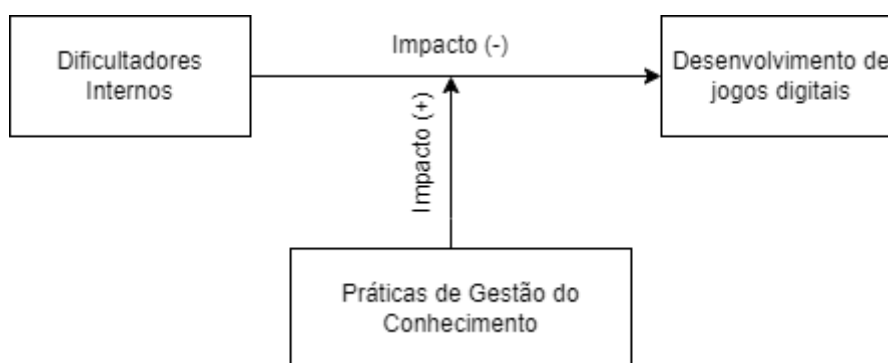 Dificultadores
Internos
Impacto (-)
Desenvolvimento de
jogos digitais
Impacto (+)
Práticas de Gestão do
Conhecimento